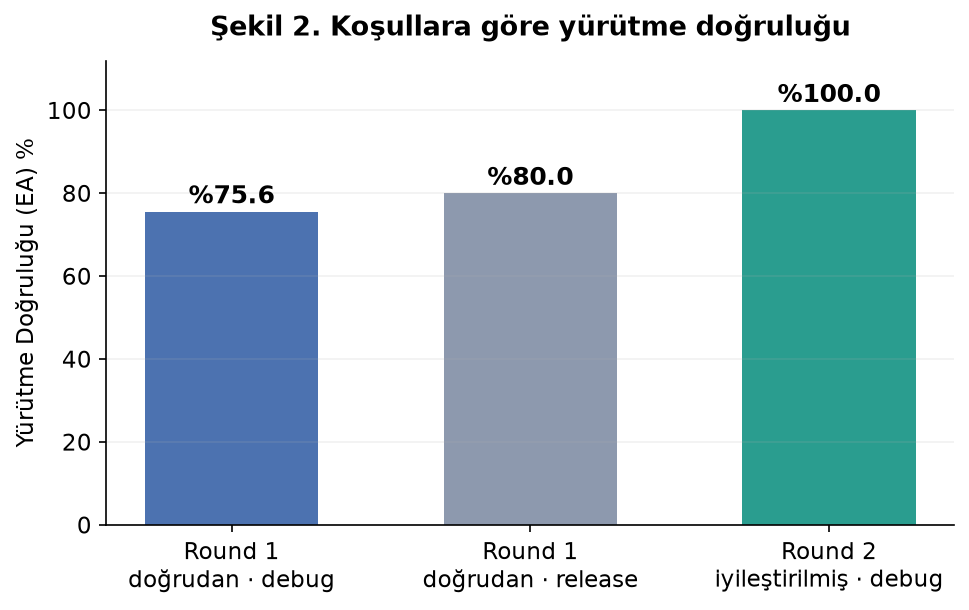 Şekil 2. Koşullara göre yürütme doğruluğu
Yürütme Doğruluğu (EA) %
100
80
60
40
20
0
%75.6
%80.0
%100.0
Round 1
doğrudan · debug
Round 1
doğrudan · release
Round 2
iyileştirilmiş · debug